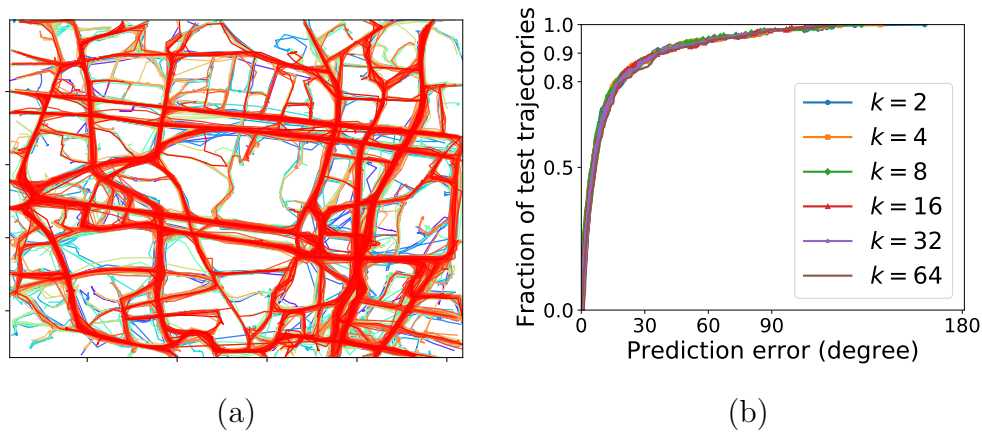 Fraction of test trajectories
1.0
0.9
0.8
0.5
0.0
k = 2
k = 4
k = 8
k = 16
k = 32
k = 64
0 30 60 90 180
Prediction error (degree)
(a) (b)